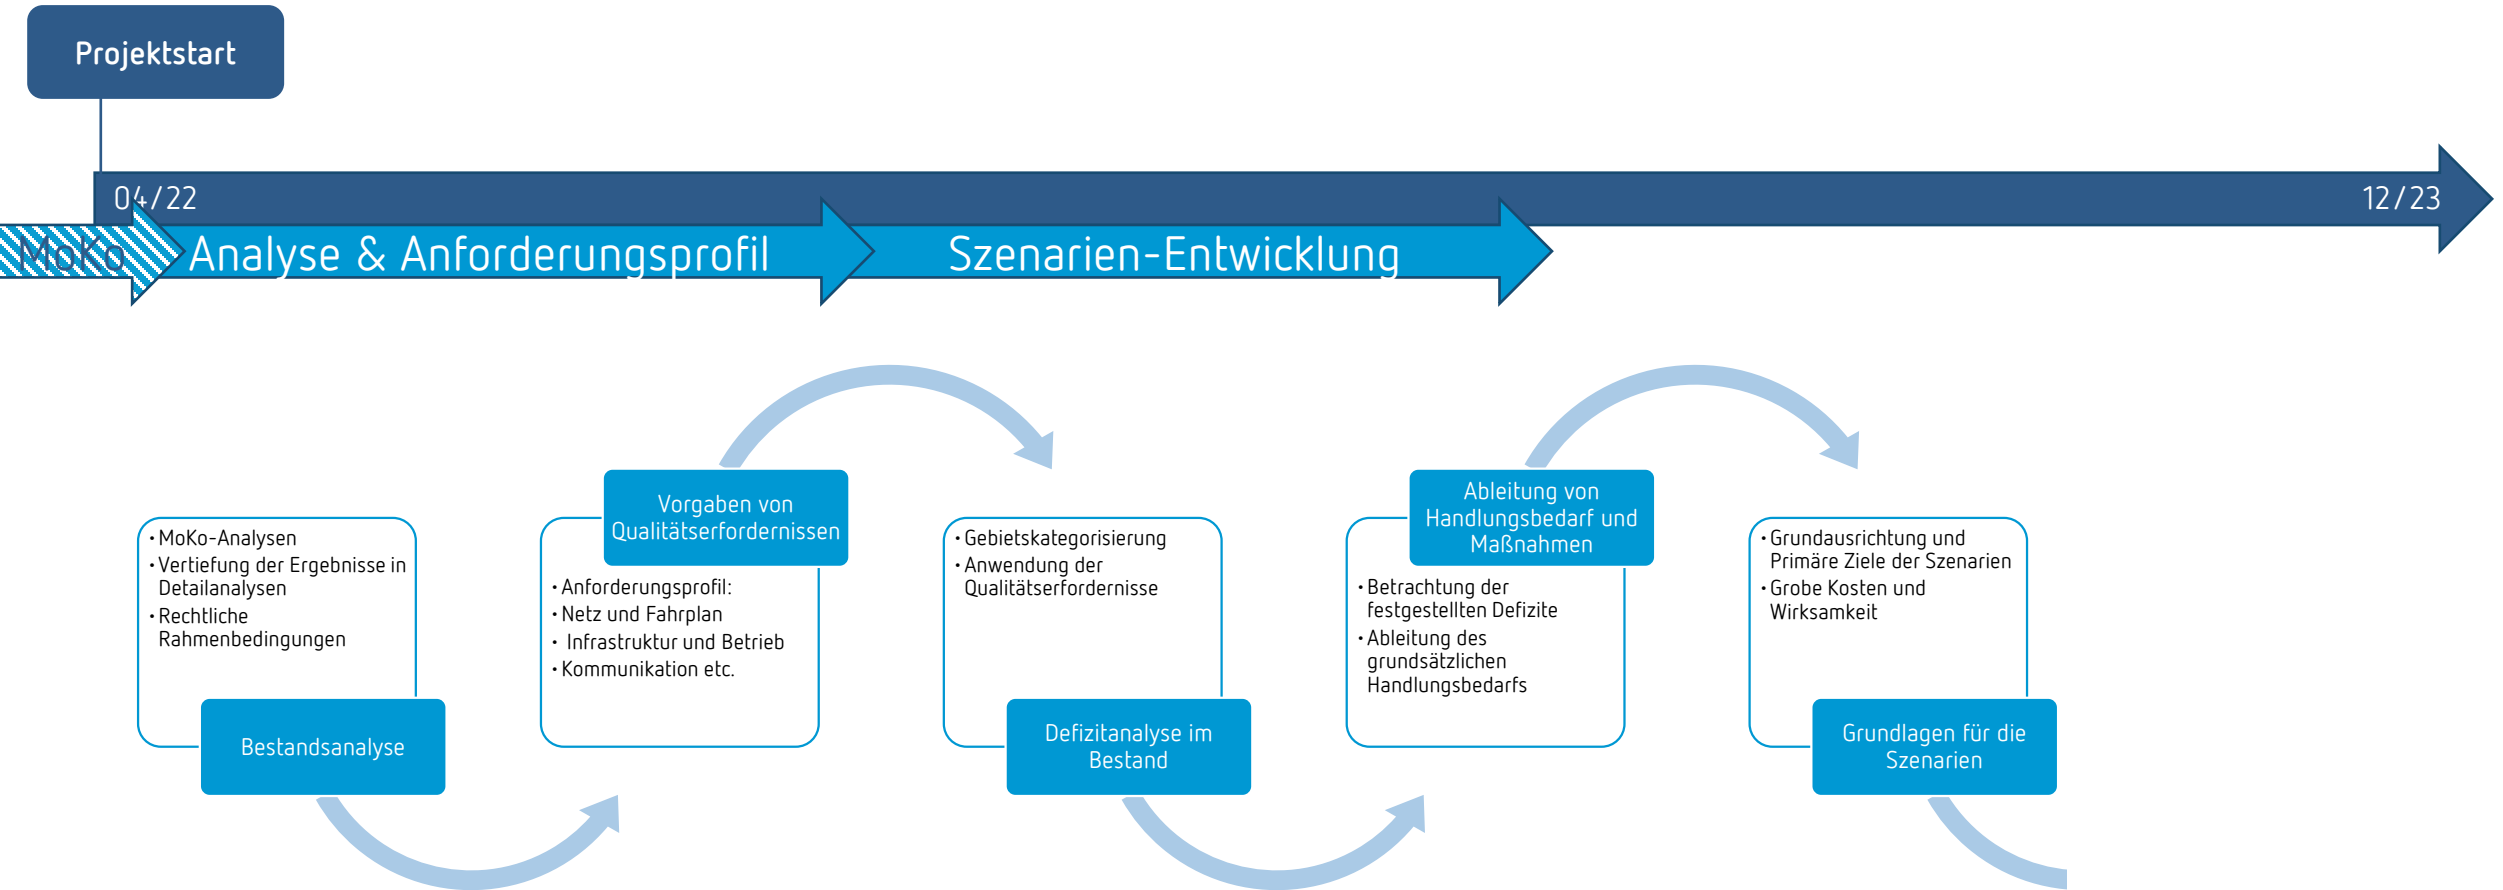 Projektstart
04/22
12/23
MoKo
Analyse & Anforderungsprofil
Szenarien-Entwicklung
• MoKo-Analysen
• Vertiefung der Ergebnisse in
Detailanalysen
• Rechtliche
Rahmenbedingungen
Bestandsanalyse
Vorgaben von
Qualitätserfordernissen
• Anforderungsprofil:
• Netz und Fahrplan
• Infrastruktur und Betrieb
• Kommunikation etc.
• Gebietskategorisierung
• Anwendung der
Qualitätserfordernisse
Defizitanalyse im
Bestand
Ableitung von
Handlungsbedarf und
Maßnahmen
• Betrachtung der
festgestellten Defizite
• Ableitung des
grundsätzlichen
Handlungsbedarfs
• Grundausrichtung und
Primäre Ziele der Szenarien
• Grobe Kosten und
Wirksamkeit
Grundlagen für die
Szenarien